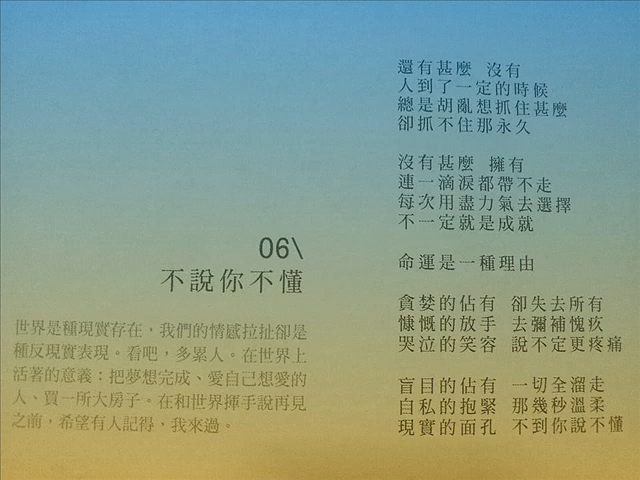 06\
不說你不懂
世界是種現實存在，我們的情感拉扯卻是
種反現實表現。看吧，多累人。在世界上
活著的意義：把夢想完成、愛自己想愛的
人、買一所大房子。在和世界揮手說再見
之前，希望有人記得，我來過。
還有甚麼 沒有
人到了一定的時候
總是胡亂想抓住甚麼
卻抓不住那永久
沒有甚麼 擁有
連一滴淚都帶不走
每次用盡力氣去選擇
不一定就是成就
命運是一種理由
貪婪的佔有 卻失去所有
慷慨的放手 去彌補愧疚
哭泣的笑容 說不定更疼痛
盲目的佔有 一切全溜走
自私的抱緊 那幾秒溫柔
現實的面孔 不到你說不懂